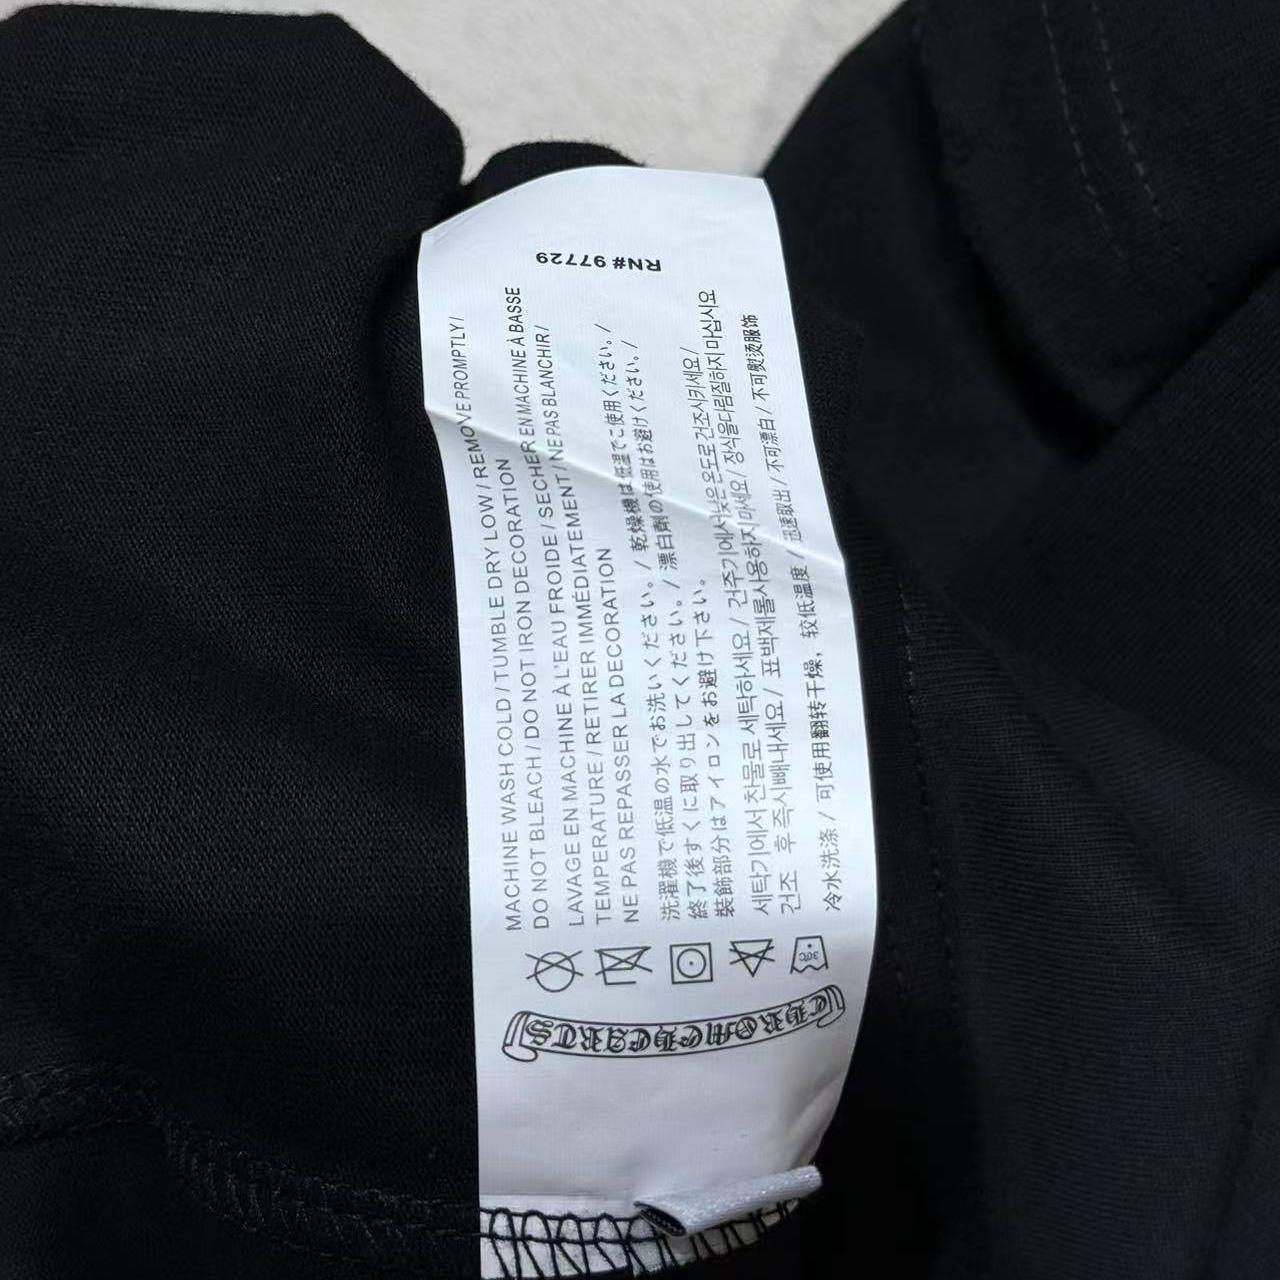 CHROME HEARTS
30C
MACHINE WASH COLD / TUMBLE DRY LOW / REMOVE PROMPTLY /
DO NOT BLEACH / DO NOT IRON DECORATION
LAVAGE EN MACHINE À L'EAU FROIDE / SECHER EN MACHINE À BASSE
TEMPERATURE / RETIRER IMMÉDIATEMENT / NE PAS BLANCHIR /
NE PAS REPASSER LA DECORATION
洗濯機で低温の水でお洗いください。 / 乾燥機は低温でご使用ください。 /
終了後すぐに取り出してください。 / 漂白劑の使用はお避けください。 /
裝飾部分はアイロンをお避け下さい。
세탁기에서 찬물로 세탁하세요 / 건주기에서낮은온도로건조시키세요 /
건조 후 즉시빼내세요 / 표백제를사용하지마세요 / 장식을다림질하지마십시요
冷水洗涤 / 可使用翻转干燥，较低温度 / 迅速取出 / 不可漂白 / 不可熨烫服饰
RN# 97729